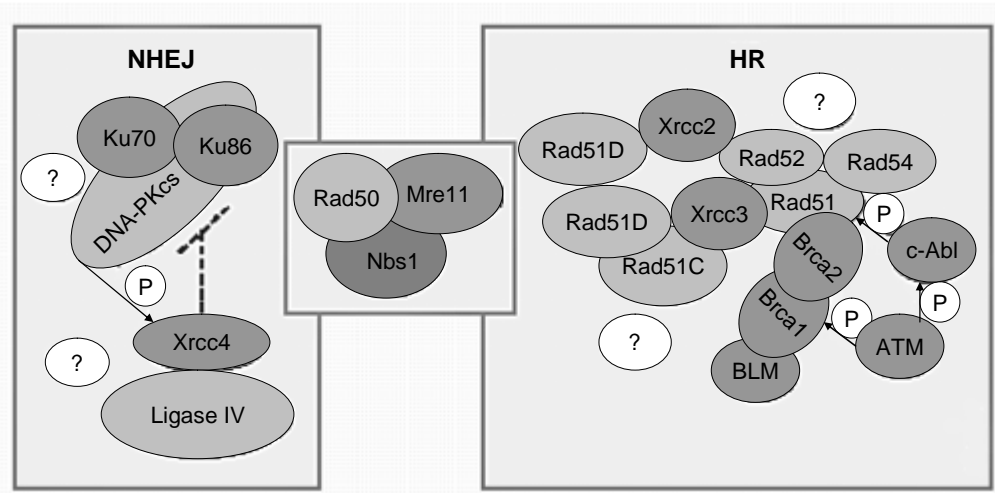 NHEJ
Ku70
Ku86
?
DNA-PKcs
P
Xrcc4
?
Ligase IV
Rad50
Mre11
Nbs1
HR
?
Xrcc2
Rad51D
Rad52
Rad54
Rad51D
Xrcc3
Rad51
P
Rad51C
Brca2
c-Abl
Brca1
P
P
?
ATM
BLM